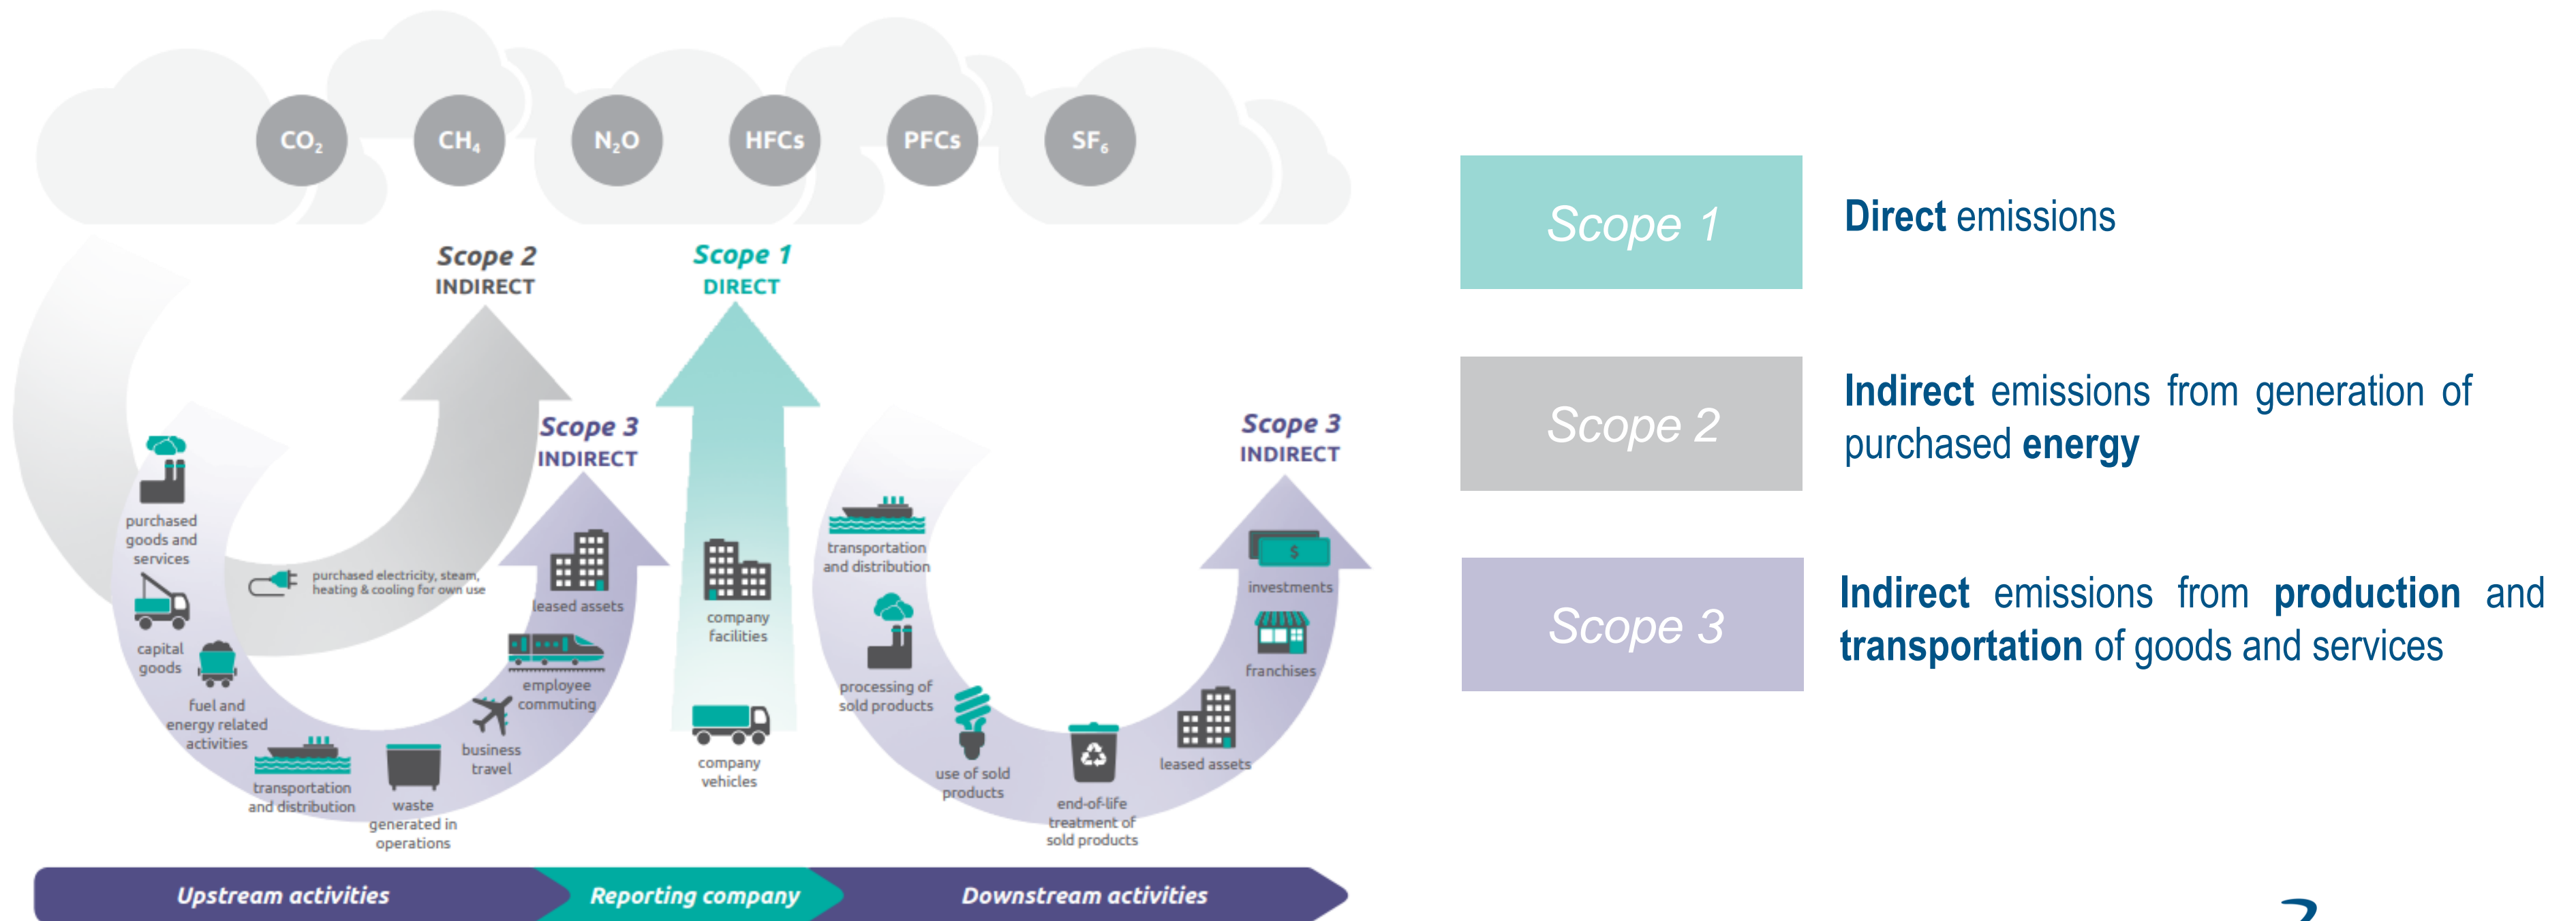 CO₂
CH₄
N₂O
HFCs
PFCs
SF₆
Scope 2
INDIRECT
Scope 1
DIRECT
Scope 3
INDIRECT
Scope 3
INDIRECT
purchased
goods and
services
capital
goods
fuel and
energy related
activities
transportation
and distribution
waste
generated in
operations
business
travel
employee
commuting
leased assets
purchased electricity, steam,
heating & cooling for own use
company
facilities
company
vehicles
transportation
and distribution
processing of
sold products
use of sold
products
end-of-life
treatment of
sold products
leased assets
franchises
$
investments
Upstream activities
Reporting company
Downstream activities
Scope 1
Direct emissions
Scope 2
Indirect emissions from generation of
purchased energy
Scope 3
Indirect emissions from production and
transportation of goods and services